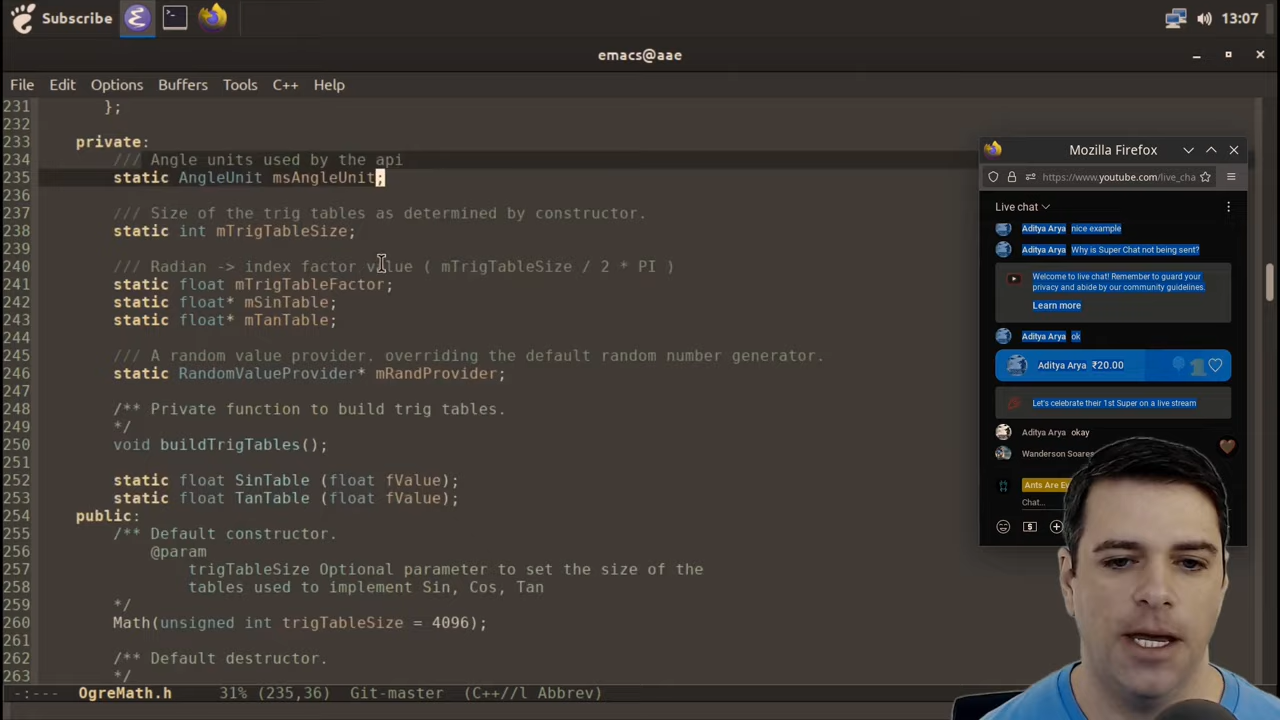 Subscribe
13:07
emacs@aae
File Edit Options Buffers Tools C++ Help
231 };
232
233 private:
234 /// Angle units used by the api
235 static AngleUnit msAngleUnit;
236
237 /// Size of the trig tables as determined by constructor.
238 static int mTrigTableSize;
239
240 /// Radian -> index factor value ( mTrigTableSize / 2 * PI )
241 static float mTrigTableFactor;
242 static float* mSinTable;
243 static float* mTanTable;
244
245 /// A random value provider. overriding the default random number generator.
246 static RandomValueProvider* mRandProvider;
247
248 /** Private function to build trig tables.
249 */
250 void buildTrigTables();
251
252 static float SinTable (float fValue);
253 static float TanTable (float fValue);
254 public:
255 /** Default constructor.
256 @param
257 trigTableSize Optional parameter to set the size of the
258 tables used to implement Sin, Cos, Tan
259 */
260 Math(unsigned int trigTableSize = 4096);
261
262 /** Default destructor.
263 */
-:--- OgreMath.h 31% (235,36) Git-master (C++//l Abbrev)
Mozilla Firefox
https://www.youtube.com/live_cha
Live chat
Aditya Arya nice example
Aditya Arya Why is Super Chat not being sent?
Welcome to live chat! Remember to guard your
privacy and abide by our community guidelines.
Learn more
Aditya Arya ok
Aditya Arya ₹20.00
Let's celebrate their 1st Super on a live stream
Aditya Arya okay
Wanderson Soares
Ants Are
Chat...